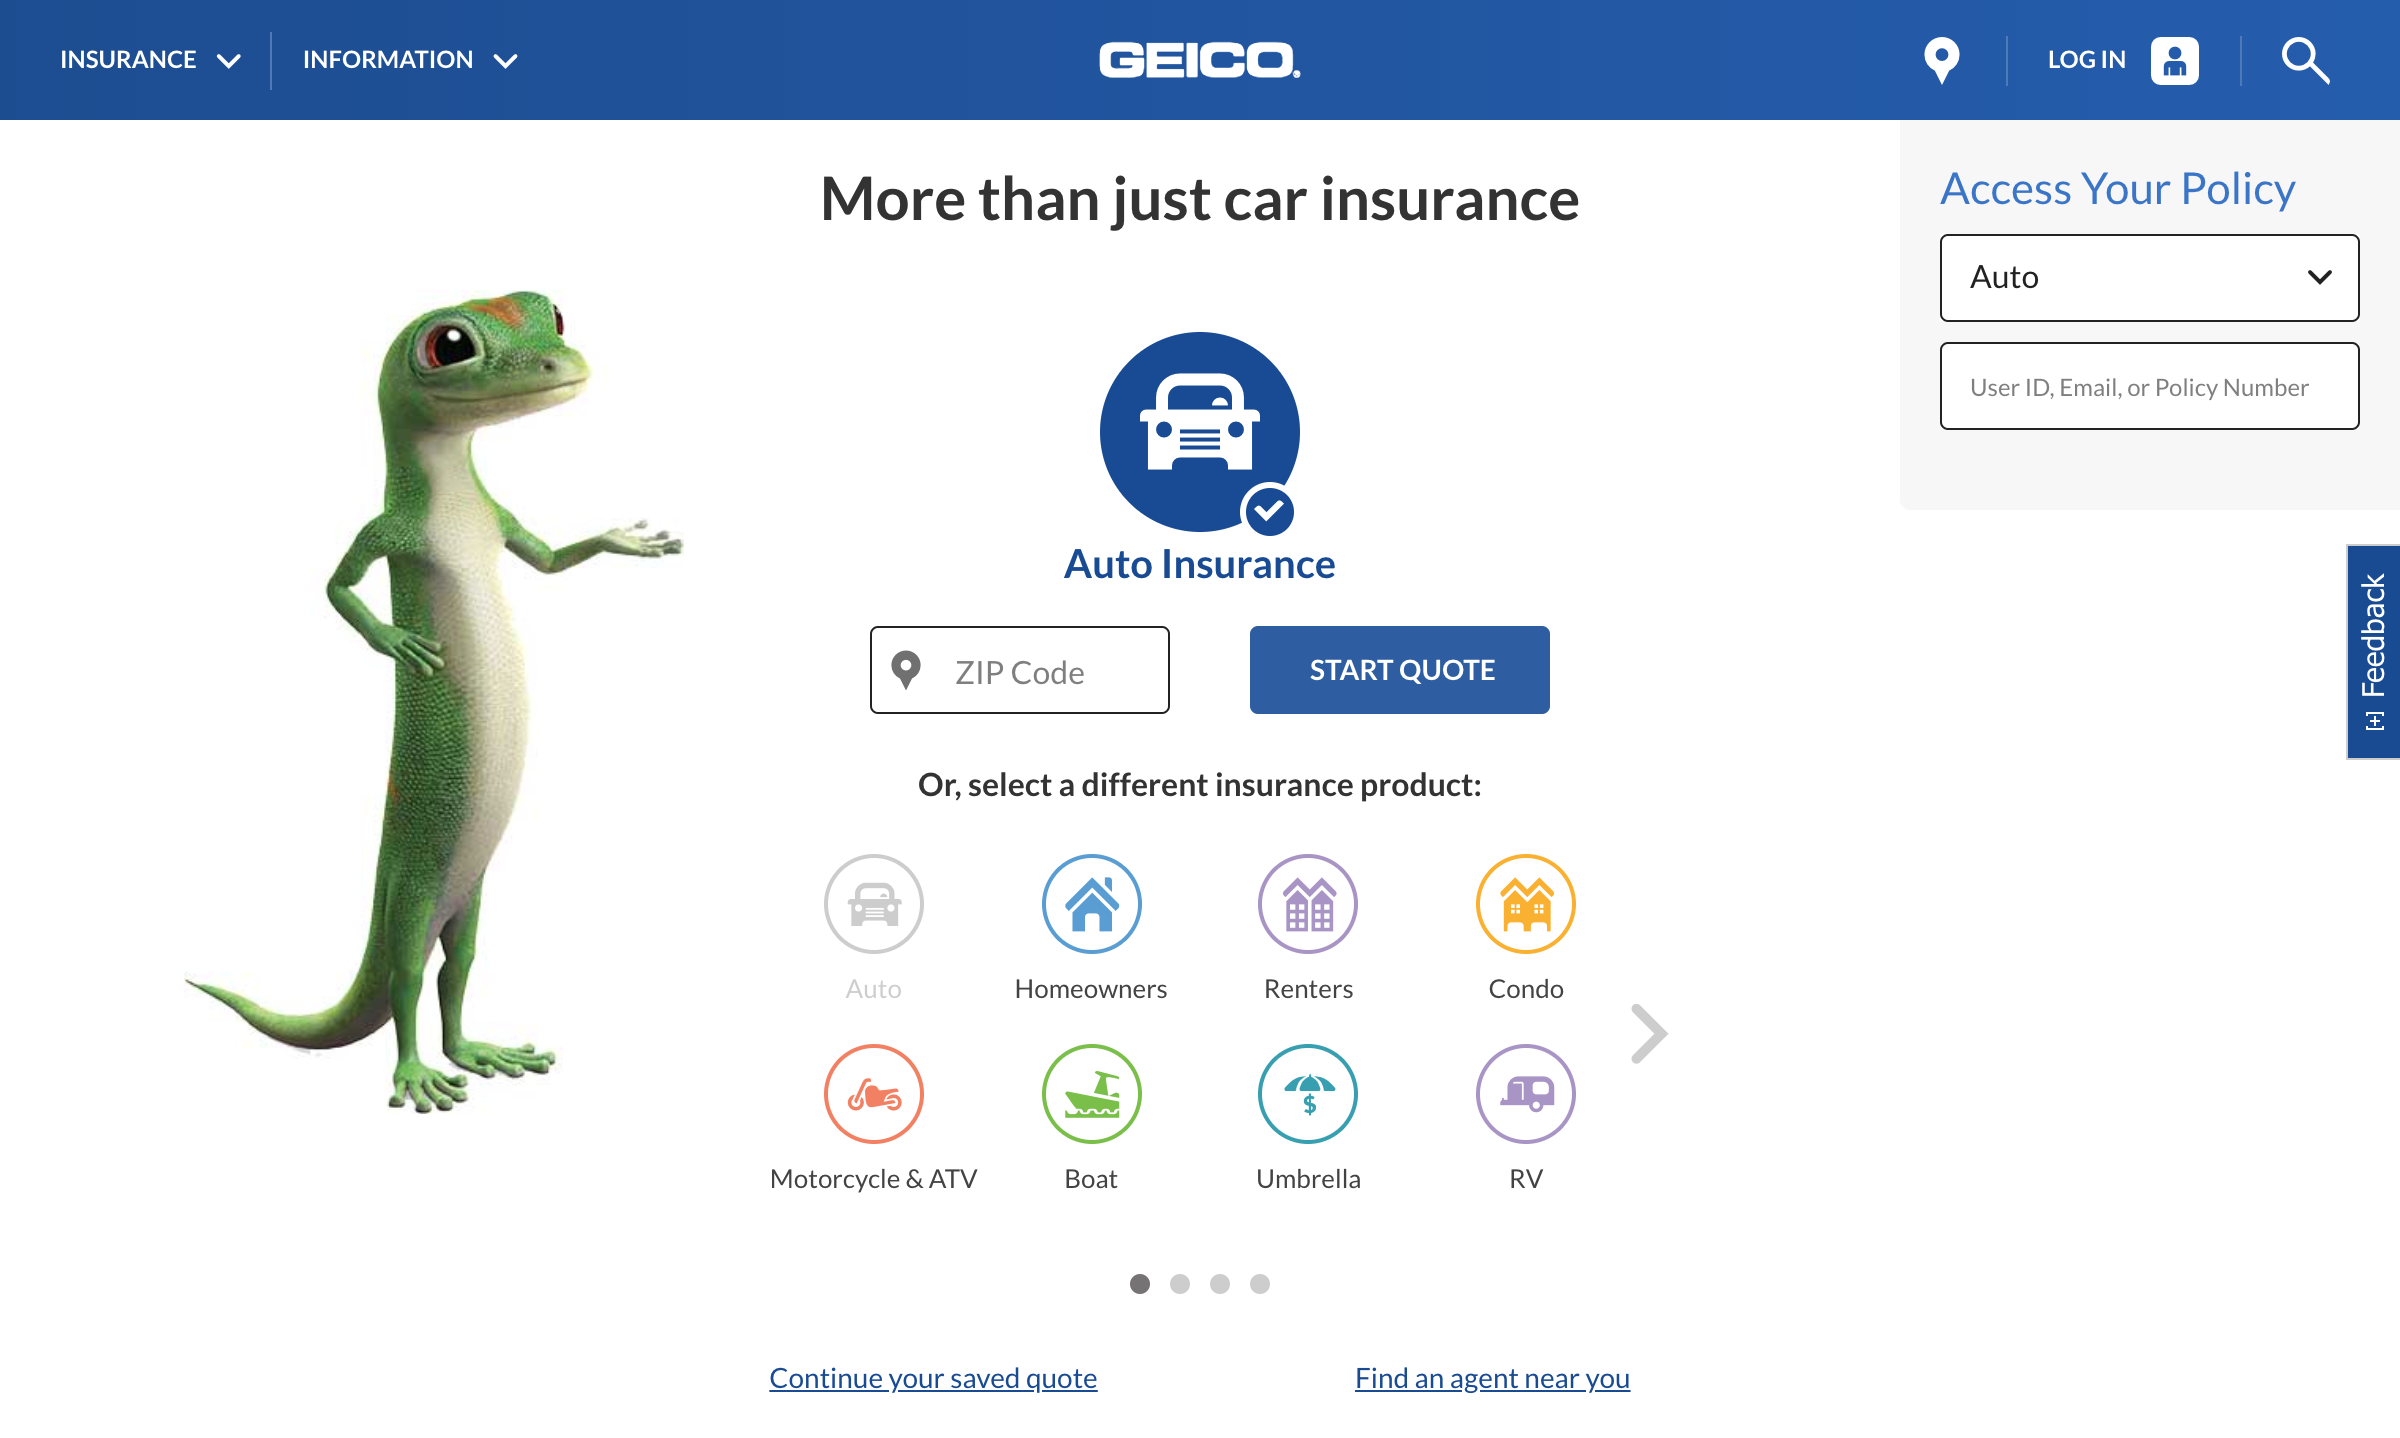 INSURANCE
INFORMATION
GEICO
LOG IN
More than just car insurance
Access Your Policy
Auto
User ID, Email, or Policy Number
Auto Insurance
ZIP Code
START QUOTE
[+] Feedback
Or, select a different insurance product:
Auto
Homeowners
Renters
Condo
$
Motorcycle & ATV
Boat
Umbrella
RV
Continue your saved quote
Find an agent near you